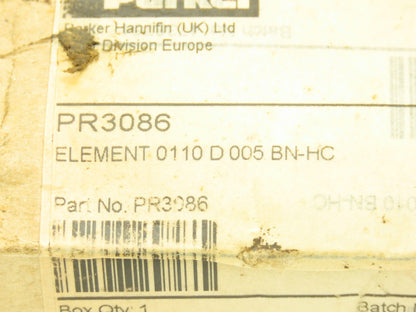 Parker
Parker Hannifin (UK) Ltd
Division Europe
PR3086
ELEMENT 0110 D 005 BN-HC
Part No. PR3086
Box Qty: 1
Batch